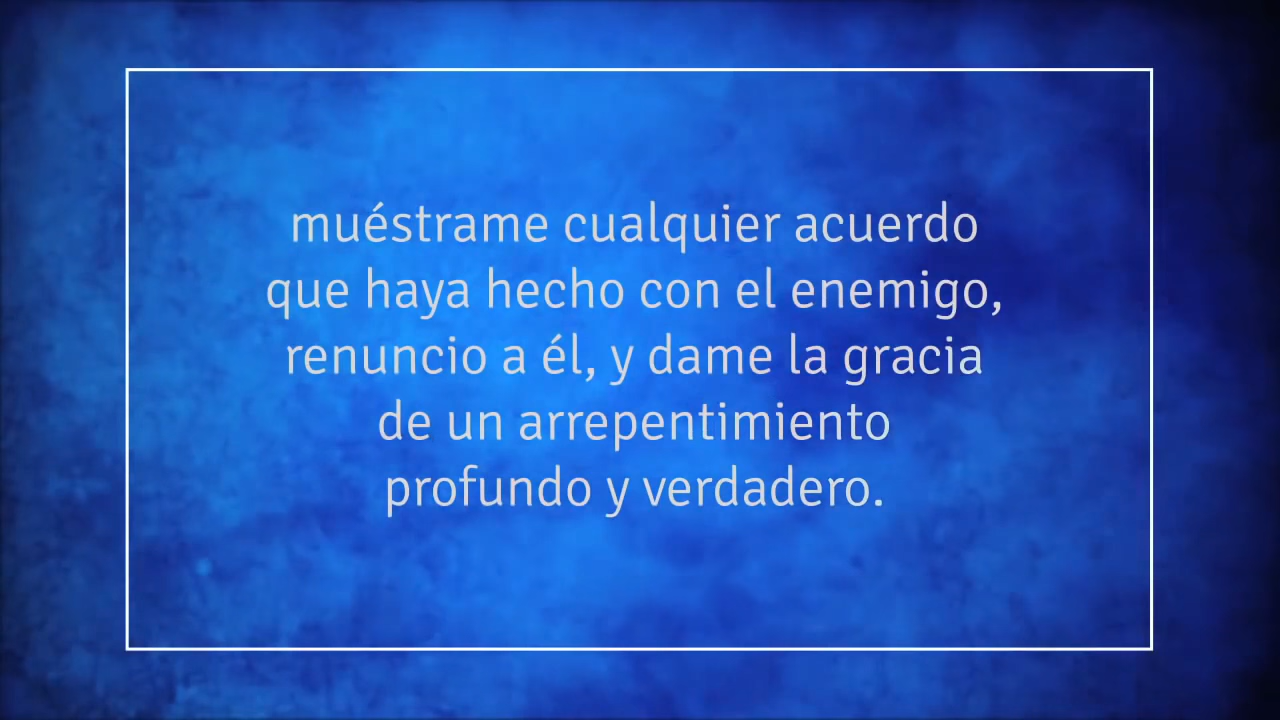 muéstrame cualquier acuerdo
que haya hecho con el enemigo,
renuncio a él, y dame la gracia
de un arrepentimiento
profundo y verdadero.